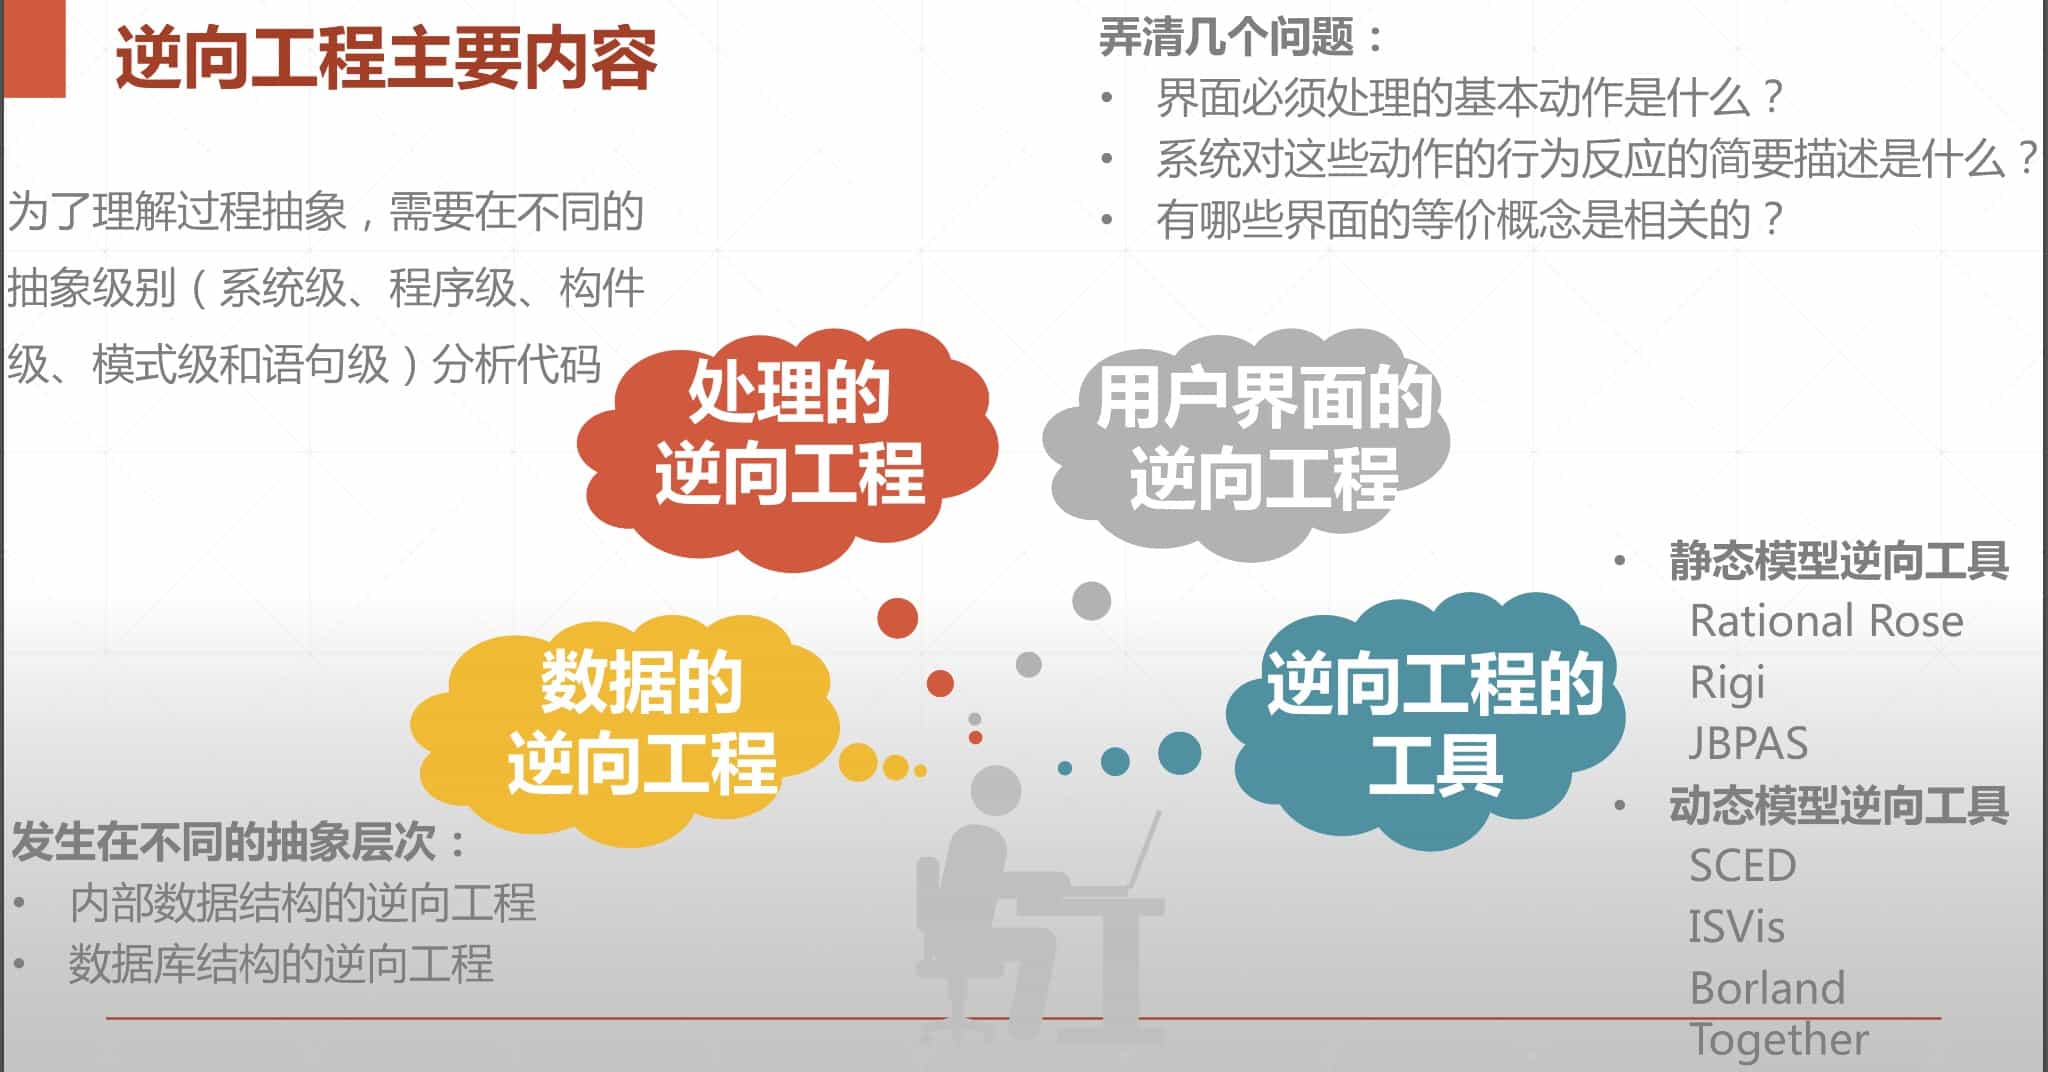 逆向工程主要内容
为了理解过程抽象，需要在不同的
抽象级别（系统级、程序级、构件
级、模式级和语句级）分析代码
弄清几个问题：
• 界面必须处理的基本动作是什么？
• 系统对这些动作的行为反应的简要描述是什么？
• 有哪些界面的等价概念是相关的？
处理的
逆向工程
用户界面的
逆向工程
数据的
逆向工程
逆向工程的
工具
发生在不同的抽象层次：
• 内部数据结构的逆向工程
• 数据库结构的逆向工程
• 静态模型逆向工具
Rational Rose
Rigi
JBPAS
• 动态模型逆向工具
SCED
ISVis
Borland
Together